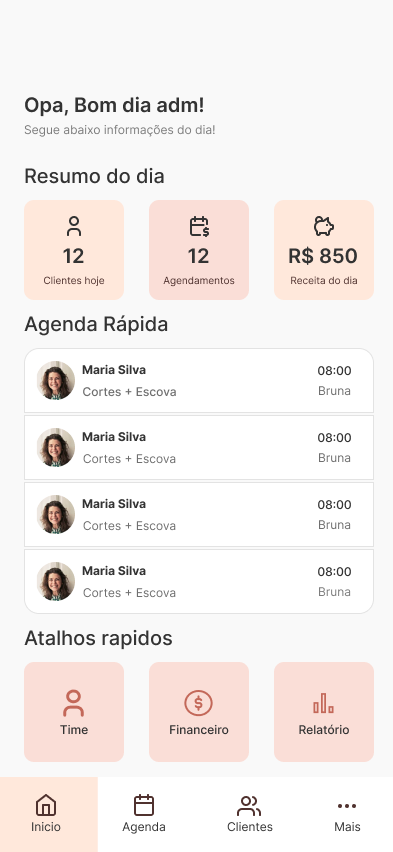 Opa, Bom dia adm!
Segue abaixo informações do dia!
Resumo do dia
12
Clientes hoje
12
Agendamentos
R$ 850
Receita do dia
Agenda Rápida
Maria Silva
08:00
Cortes + Escova
Bruna
Maria Silva
08:00
Cortes + Escova
Bruna
Maria Silva
08:00
Cortes + Escova
Bruna
Maria Silva
08:00
Cortes + Escova
Bruna
Atalhos rapidos
Time
Financeiro
Relatório
Inicio
Agenda
Clientes
Mais